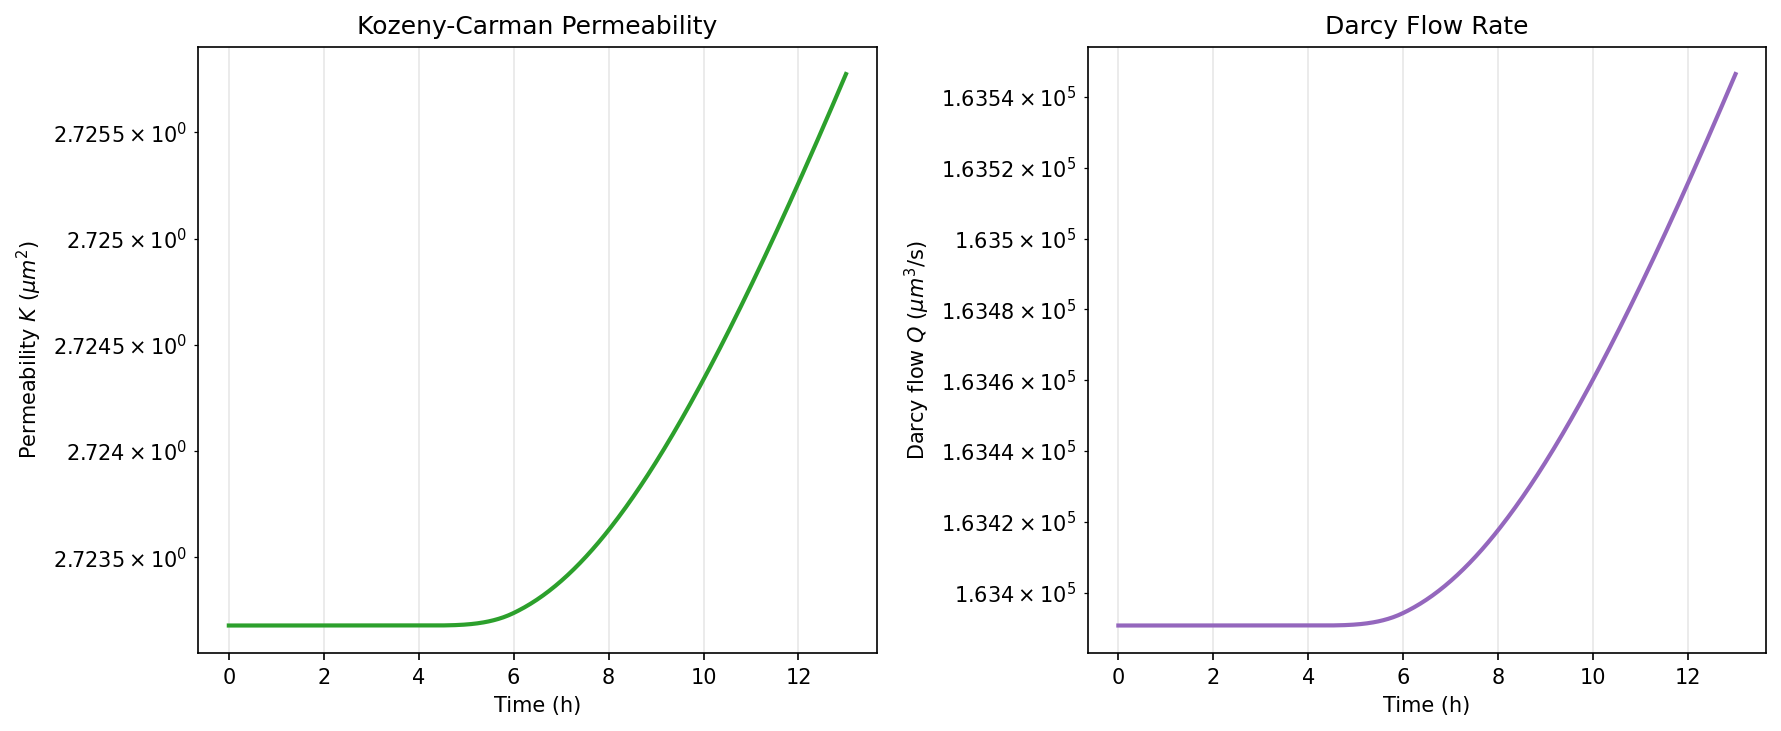 Kozeny-Carman Permeability
Permeability K (μm²)
2.7255 × 10⁰
2.725 × 10⁰
2.7245 × 10⁰
2.724 × 10⁰
2.7235 × 10⁰
0 2 4 6 8 10 12
Time (h)
Darcy Flow Rate
Darcy flow Q (μm³/s)
1.6354 × 10⁵
1.6352 × 10⁵
1.635 × 10⁵
1.6348 × 10⁵
1.6346 × 10⁵
1.6344 × 10⁵
1.6342 × 10⁵
1.634 × 10⁵
0 2 4 6 8 10 12
Time (h)